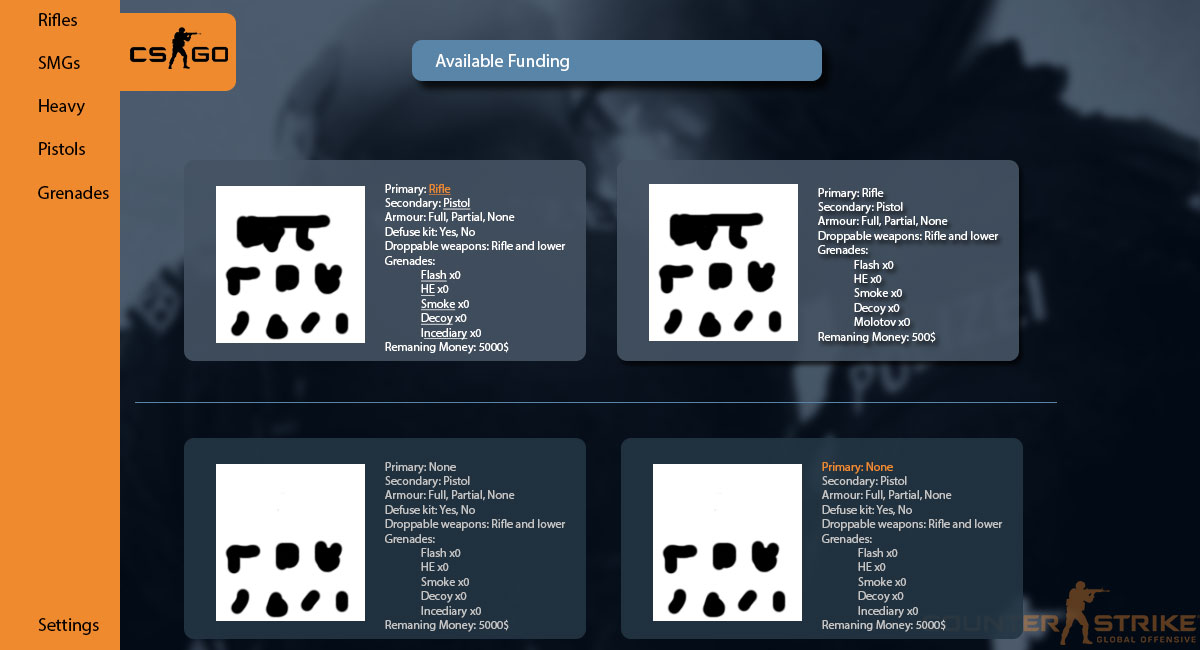 Rifles
SMGs
Heavy
Pistols
Grenades
Settings
CS GO
Available Funding
Primary: Rifle
Secondary: Pistol
Armour: Full, Partial, None
Defuse kit: Yes, No
Droppable weapons: Rifle and lower
Grenades:
Flash x0
HE x0
Smoke x0
Decoy x0
Incediary x0
Remaning Money: 5000$
Primary: Rifle
Secondary: Pistol
Armour: Full, Partial, None
Droppable weapons: Rifle and lower
Grenades:
Flash x0
HE x0
Smoke x0
Decoy x0
Molotov x0
Remaning Money: 500$
POLIZEI
Primary: None
Secondary: Pistol
Armour: Full, Partial, None
Defuse kit: Yes, No
Droppable weapons: Rifle and lower
Grenades:
Flash x0
HE x0
Smoke x0
Decoy x0
Incediary x0
Remaning Money: 5000$
Primary: None
Secondary: Pistol
Armour: Full, Partial, None
Defuse kit: Yes, No
Droppable weapons: Rifle and lower
Grenades:
Flash x0
HE x0
Smoke x0
Decoy x0
Incediary x0
Remaning Money: 5000$
COUNTER STRIKE
GLOBAL OFFENSIVE